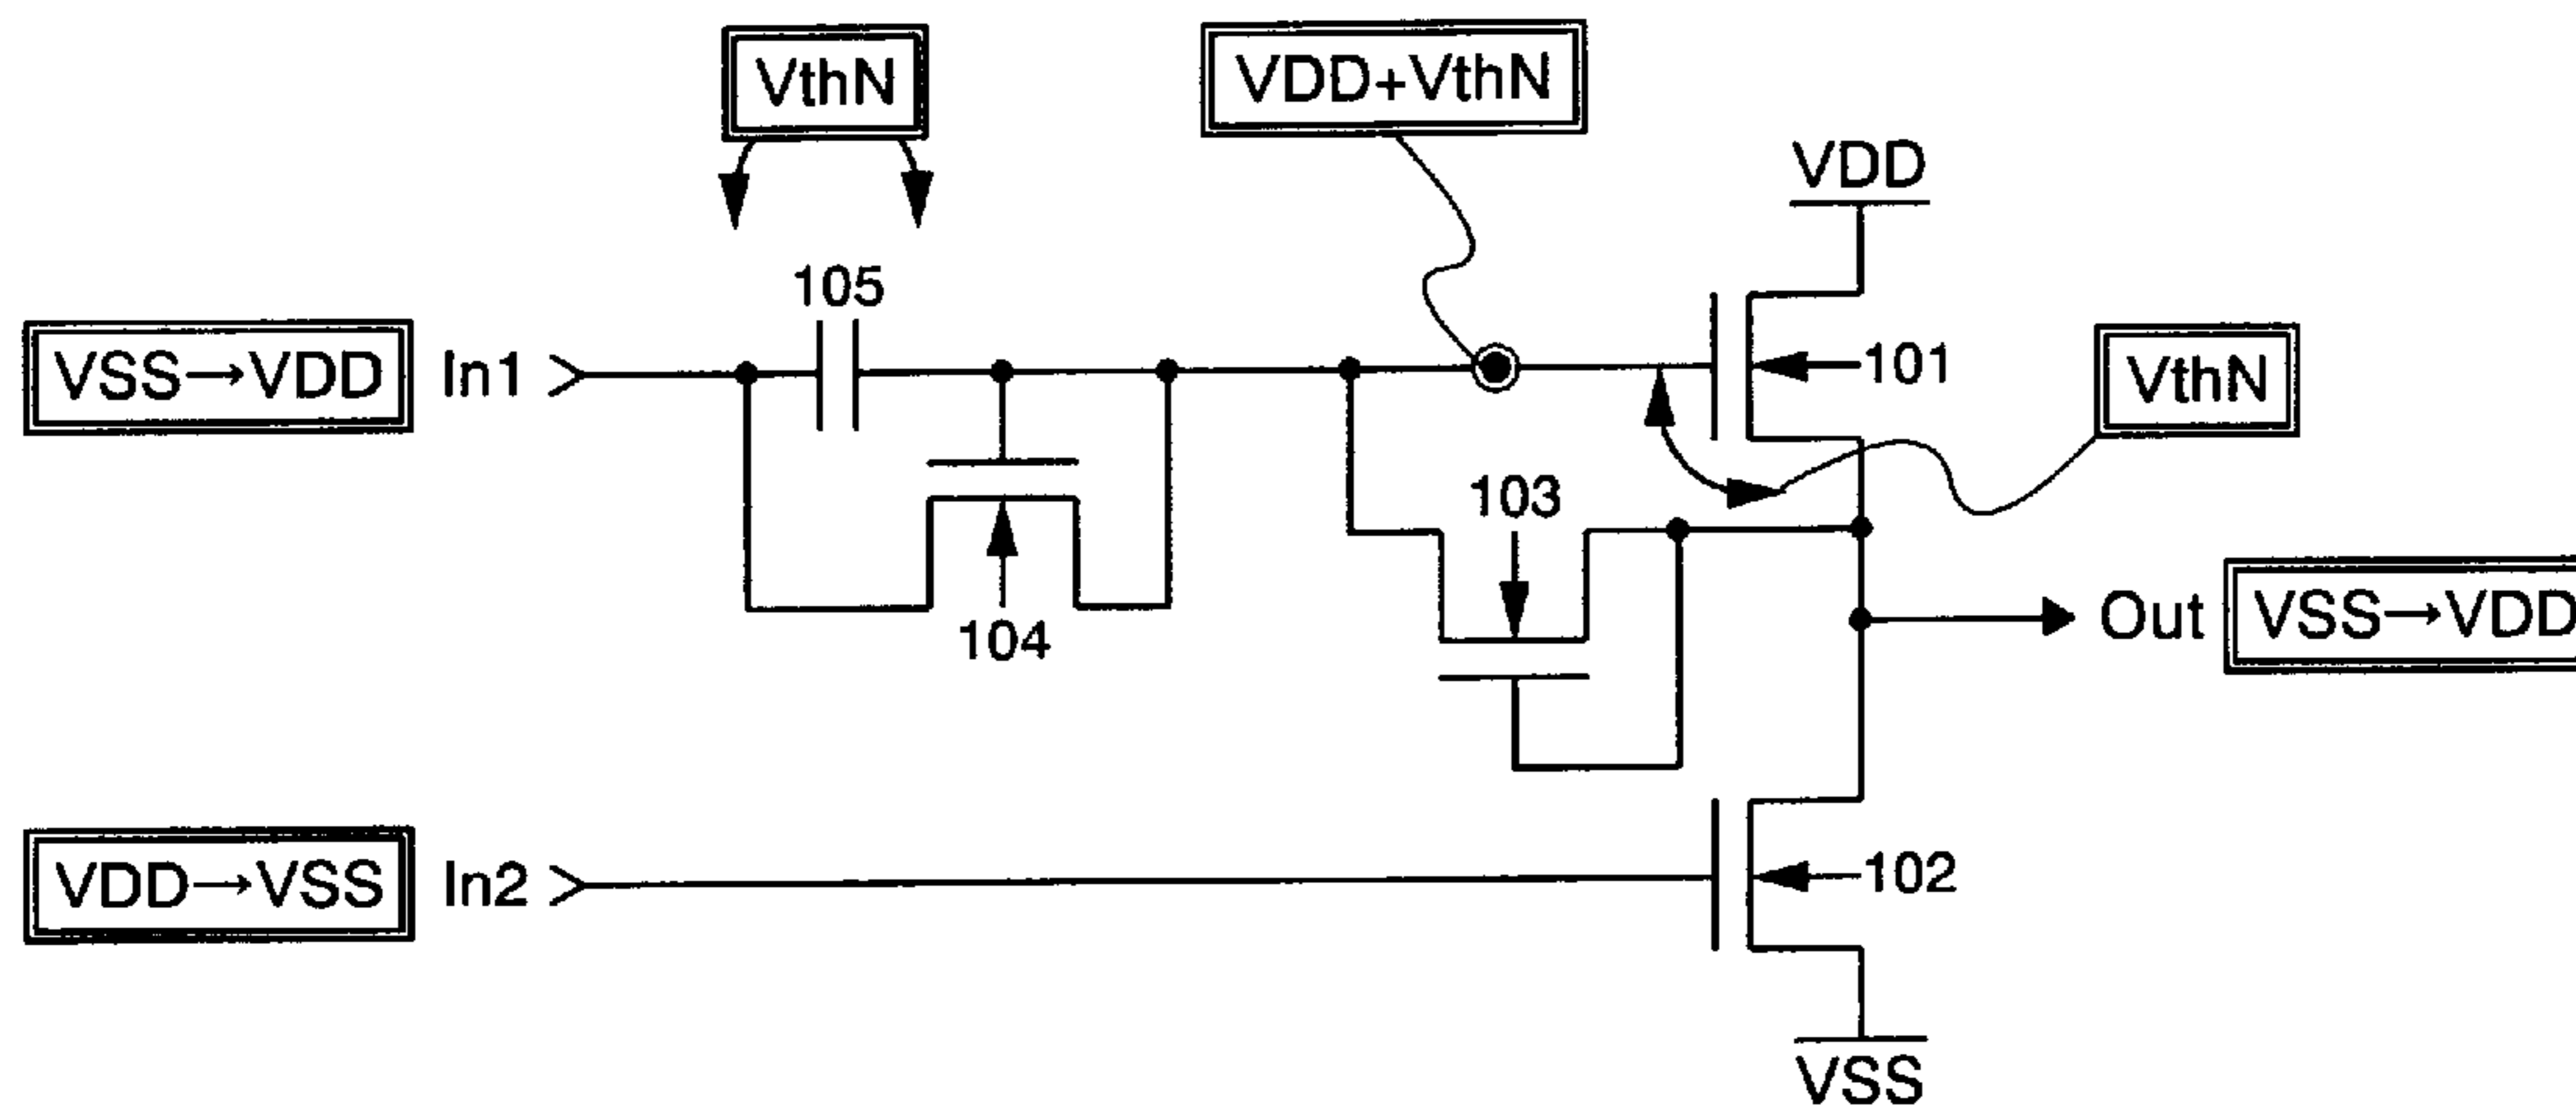 VthN
VDD+VthN
VDD
105
VSS→VDD
In1
101
VthN
103
104
Out
VSS→VDD
VDD→VSS
In2
102
VSS